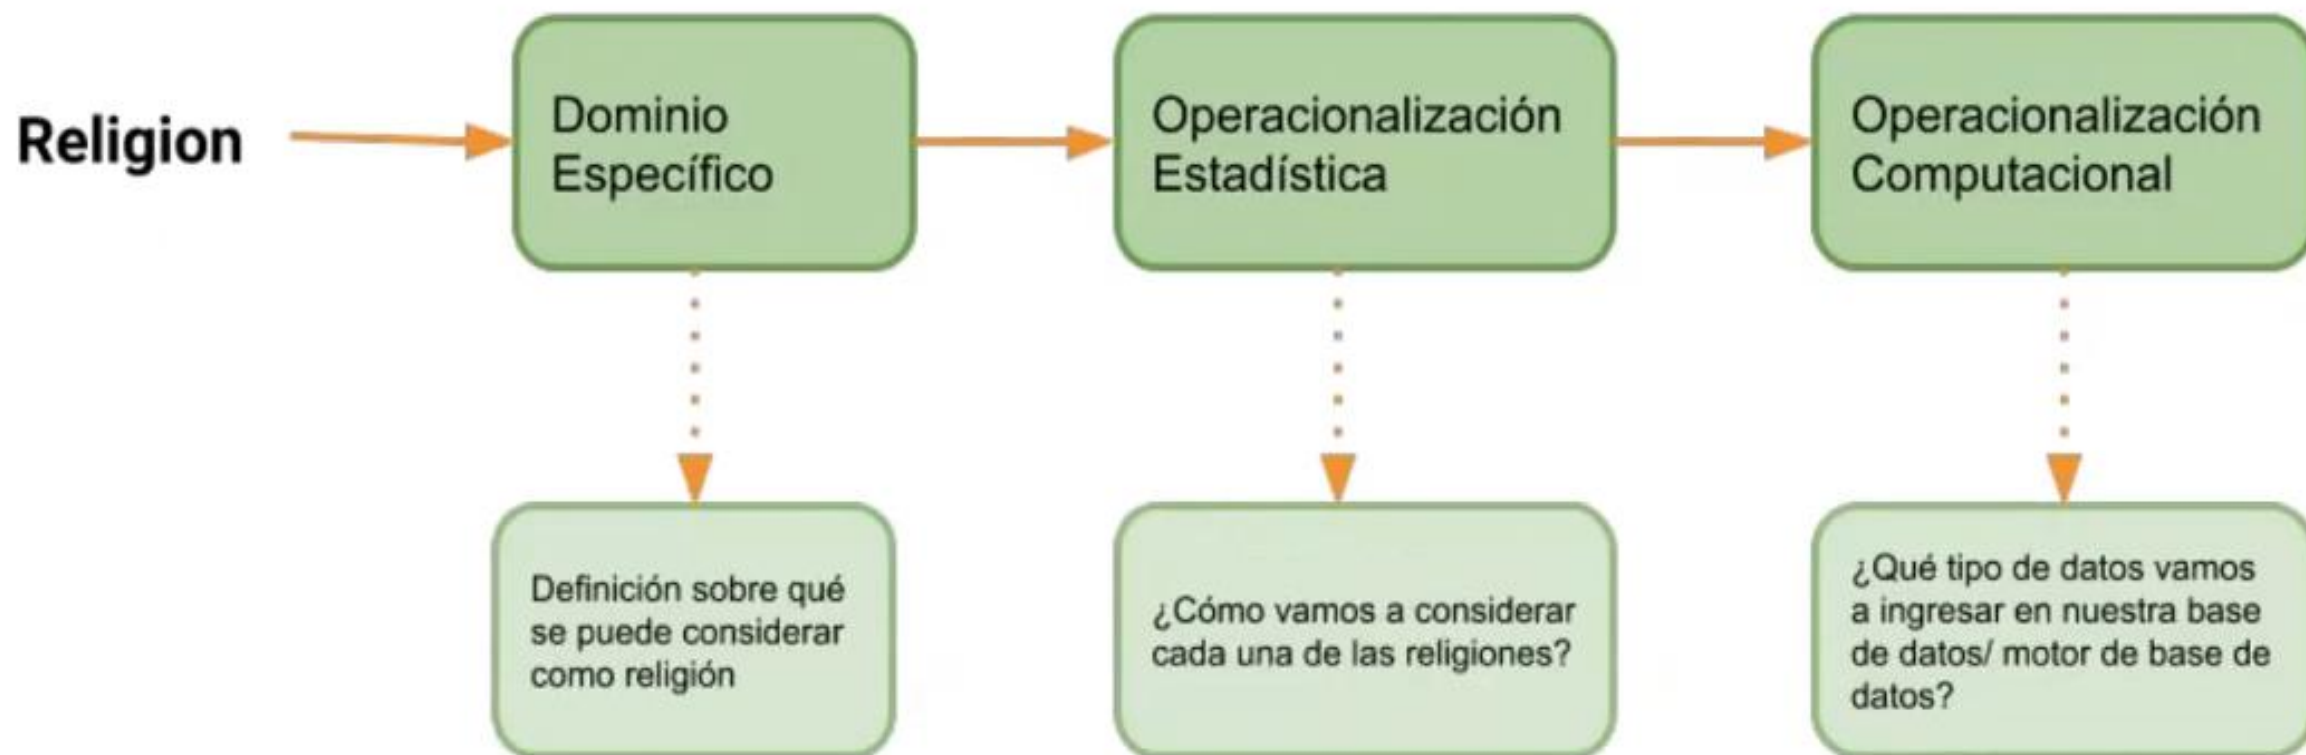 Religion
Dominio
Específico
Operacionalización
Estadística
Operacionalización
Computacional
Definición sobre qué
se puede considerar
como religión
¿Cómo vamos a considerar
cada una de las religiones?
¿Qué tipo de datos vamos
a ingresar en nuestra base
de datos/ motor de base de
datos?